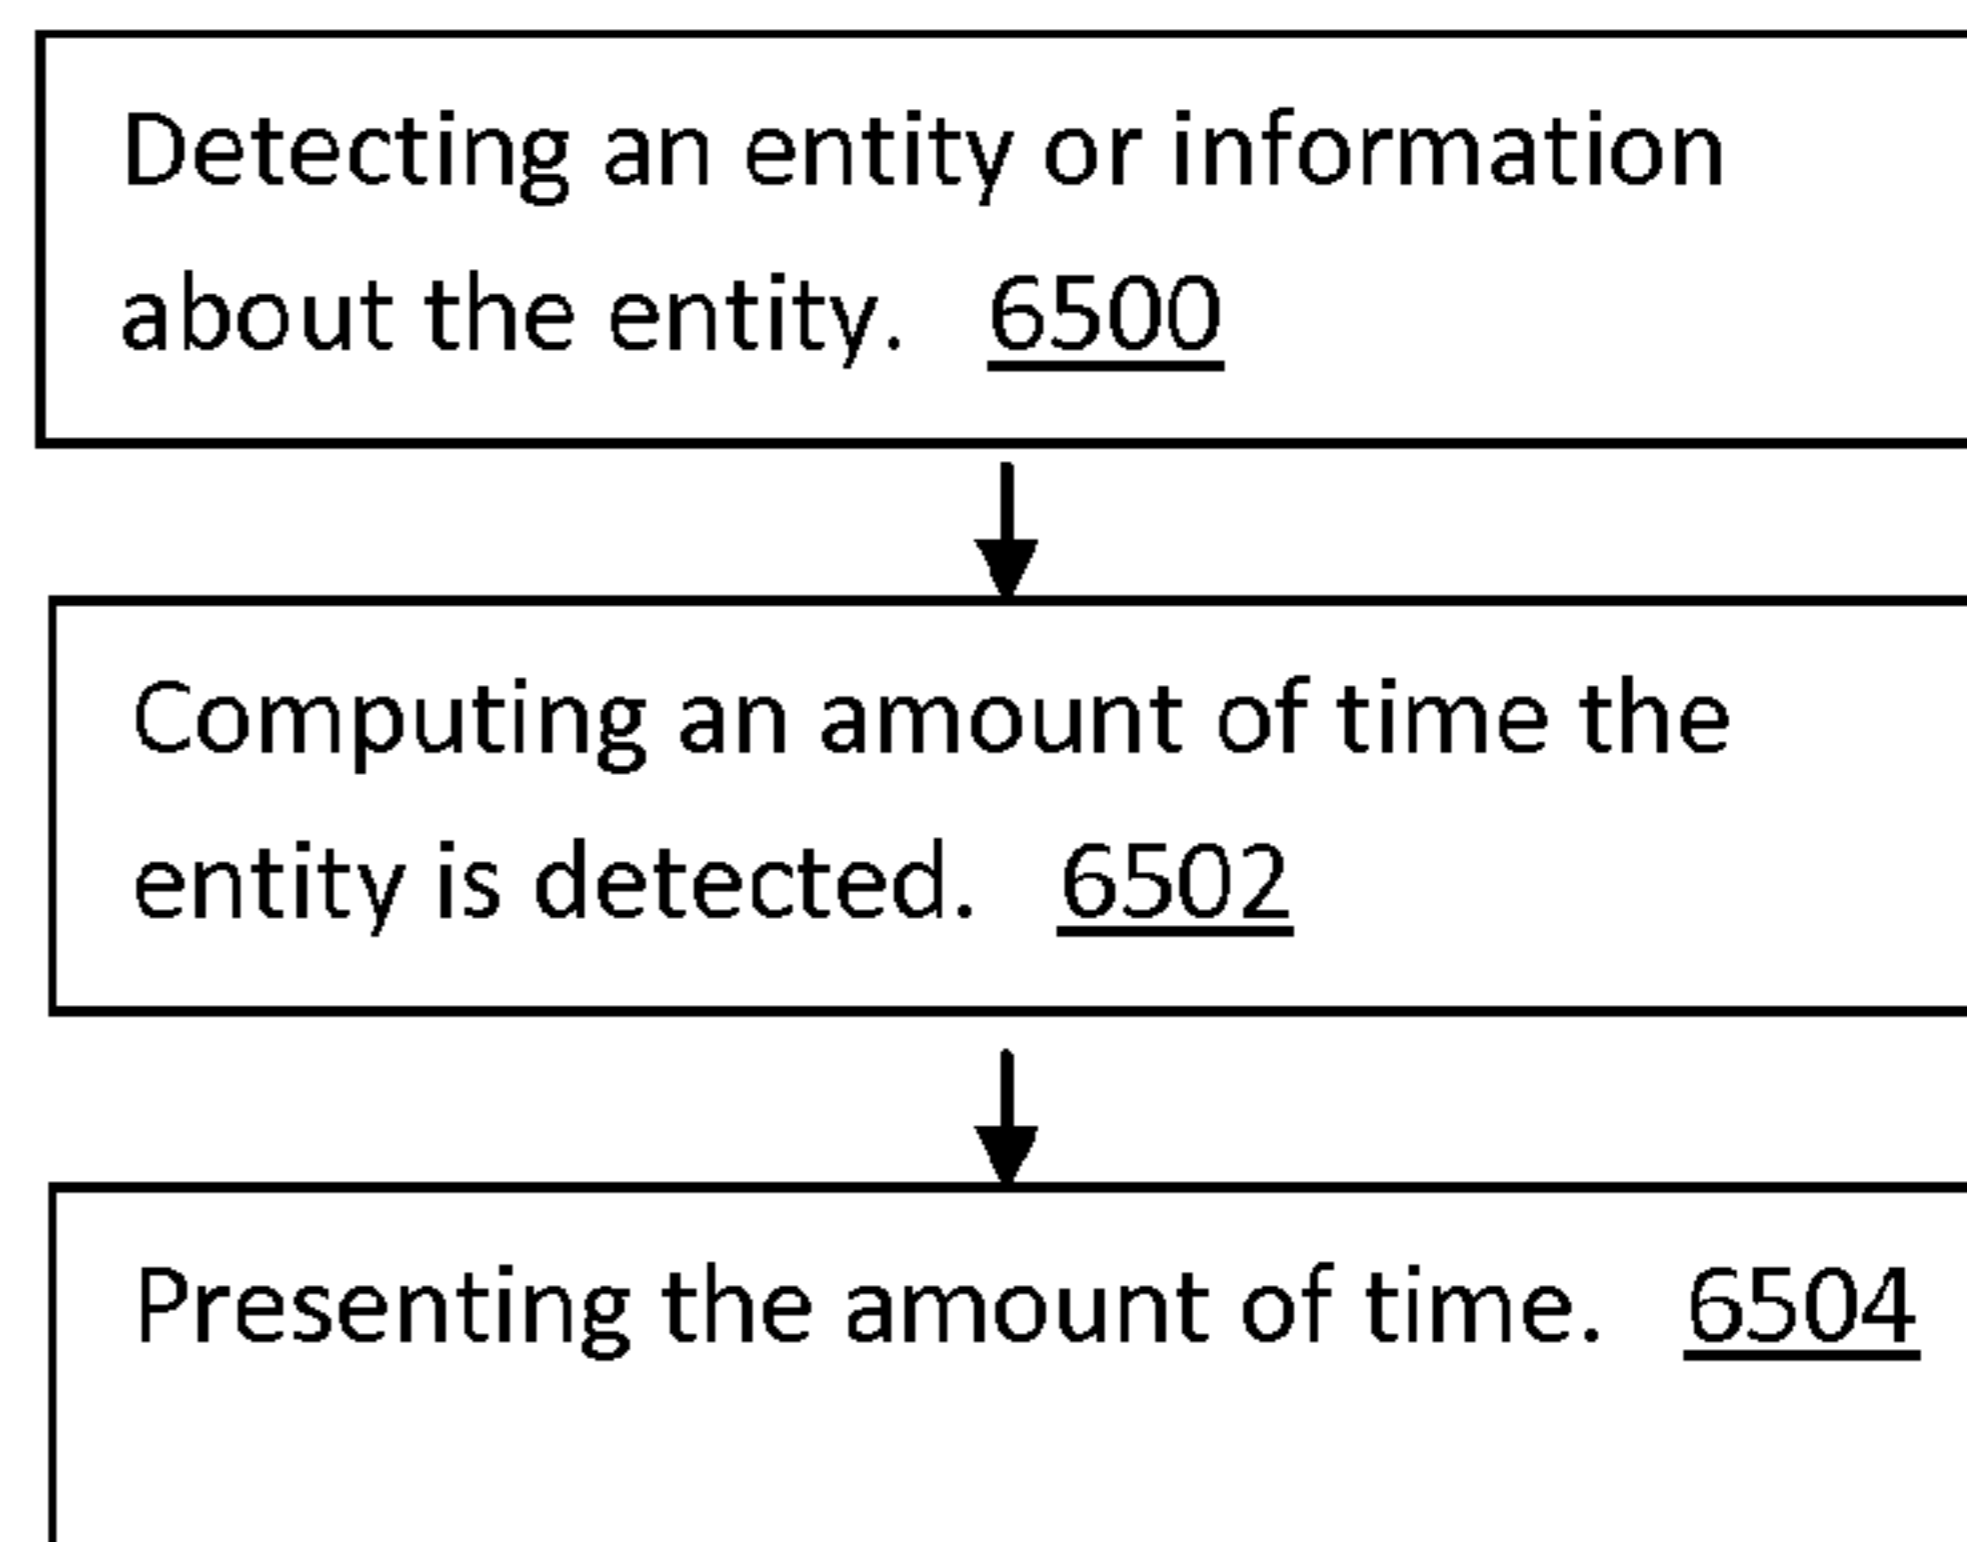 Detecting an entity or information
about the entity. 6500
Computing an amount of time the
entity is detected. 6502
Presenting the amount of time. 6504